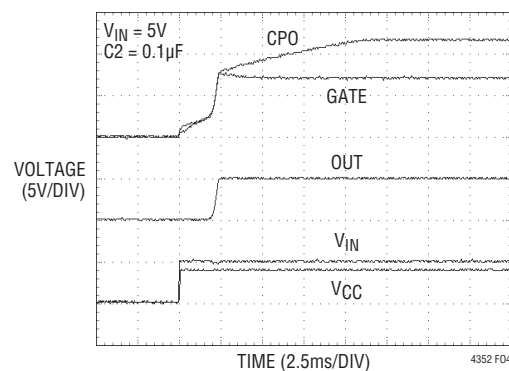 VIN = 5V
C2 = 0.1µF
CPO
GATE
VOLTAGE
(5V/DIV)
OUT
VIN
VCC
TIME (2.5ms/DIV)
4352 F04